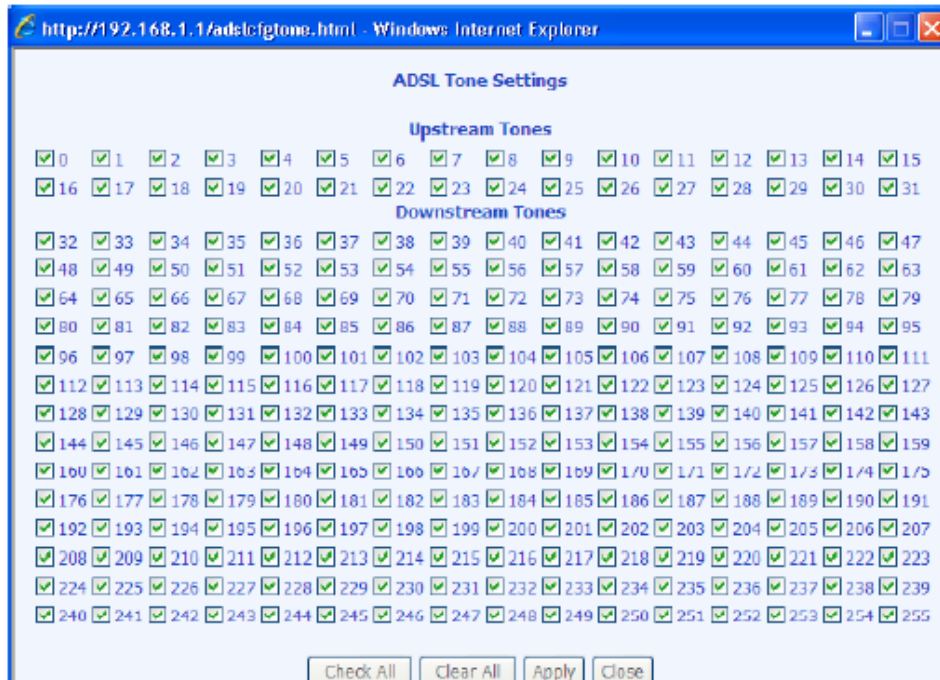 http://192.168.1.1/adslcfgtone.html - Windows Internet Explorer
ADSL Tone Settings
Upstream Tones
0 1 2 3 4 5 6 7 8 9 10 11 12 13 14 15
16 17 18 19 20 21 22 23 24 25 26 27 28 29 30 31
Downstream Tones
32 33 34 35 36 37 38 39 40 41 42 43 44 45 46 47
48 49 50 51 52 53 54 55 56 57 58 59 60 61 62 63
64 65 66 67 68 69 70 71 72 73 74 75 76 77 78 79
80 81 82 83 84 85 86 87 88 89 90 91 92 93 94 95
96 97 98 99 100 101 102 103 104 105 106 107 108 109 110 111
112 113 114 115 116 117 118 119 120 121 122 123 124 125 126 127
128 129 130 131 132 133 134 135 136 137 138 139 140 141 142 143
144 145 146 147 148 149 150 151 152 153 154 155 156 157 158 159
160 161 162 163 164 165 166 167 168 169 170 171 172 173 174 175
176 177 178 179 180 181 182 183 184 185 186 187 188 189 190 191
192 193 194 195 196 197 198 199 200 201 202 203 204 205 206 207
208 209 210 211 212 213 214 215 216 217 218 219 220 221 222 223
224 225 226 227 228 229 230 231 232 233 234 235 236 237 238 239
240 241 242 243 244 245 246 247 248 249 250 251 252 253 254 255
Check All Clear All Apply Close